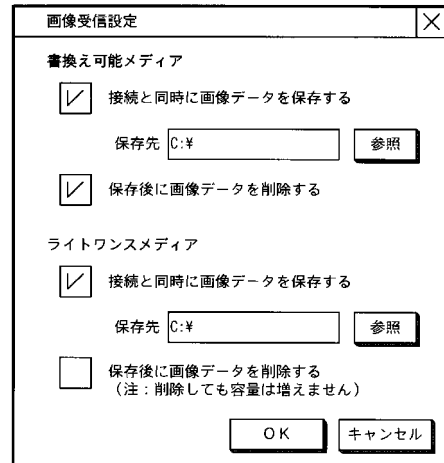 画像受信設定
書換え可能メディア
接続と同時に画像データを保存する
保存先 C:¥ 参照
保存後に画像データを削除する
ライトワンスメディア
接続と同時に画像データを保存する
保存先 C:¥ 参照
保存後に画像データを削除する
（注：削除しても容量は増えません）
OK キャンセル